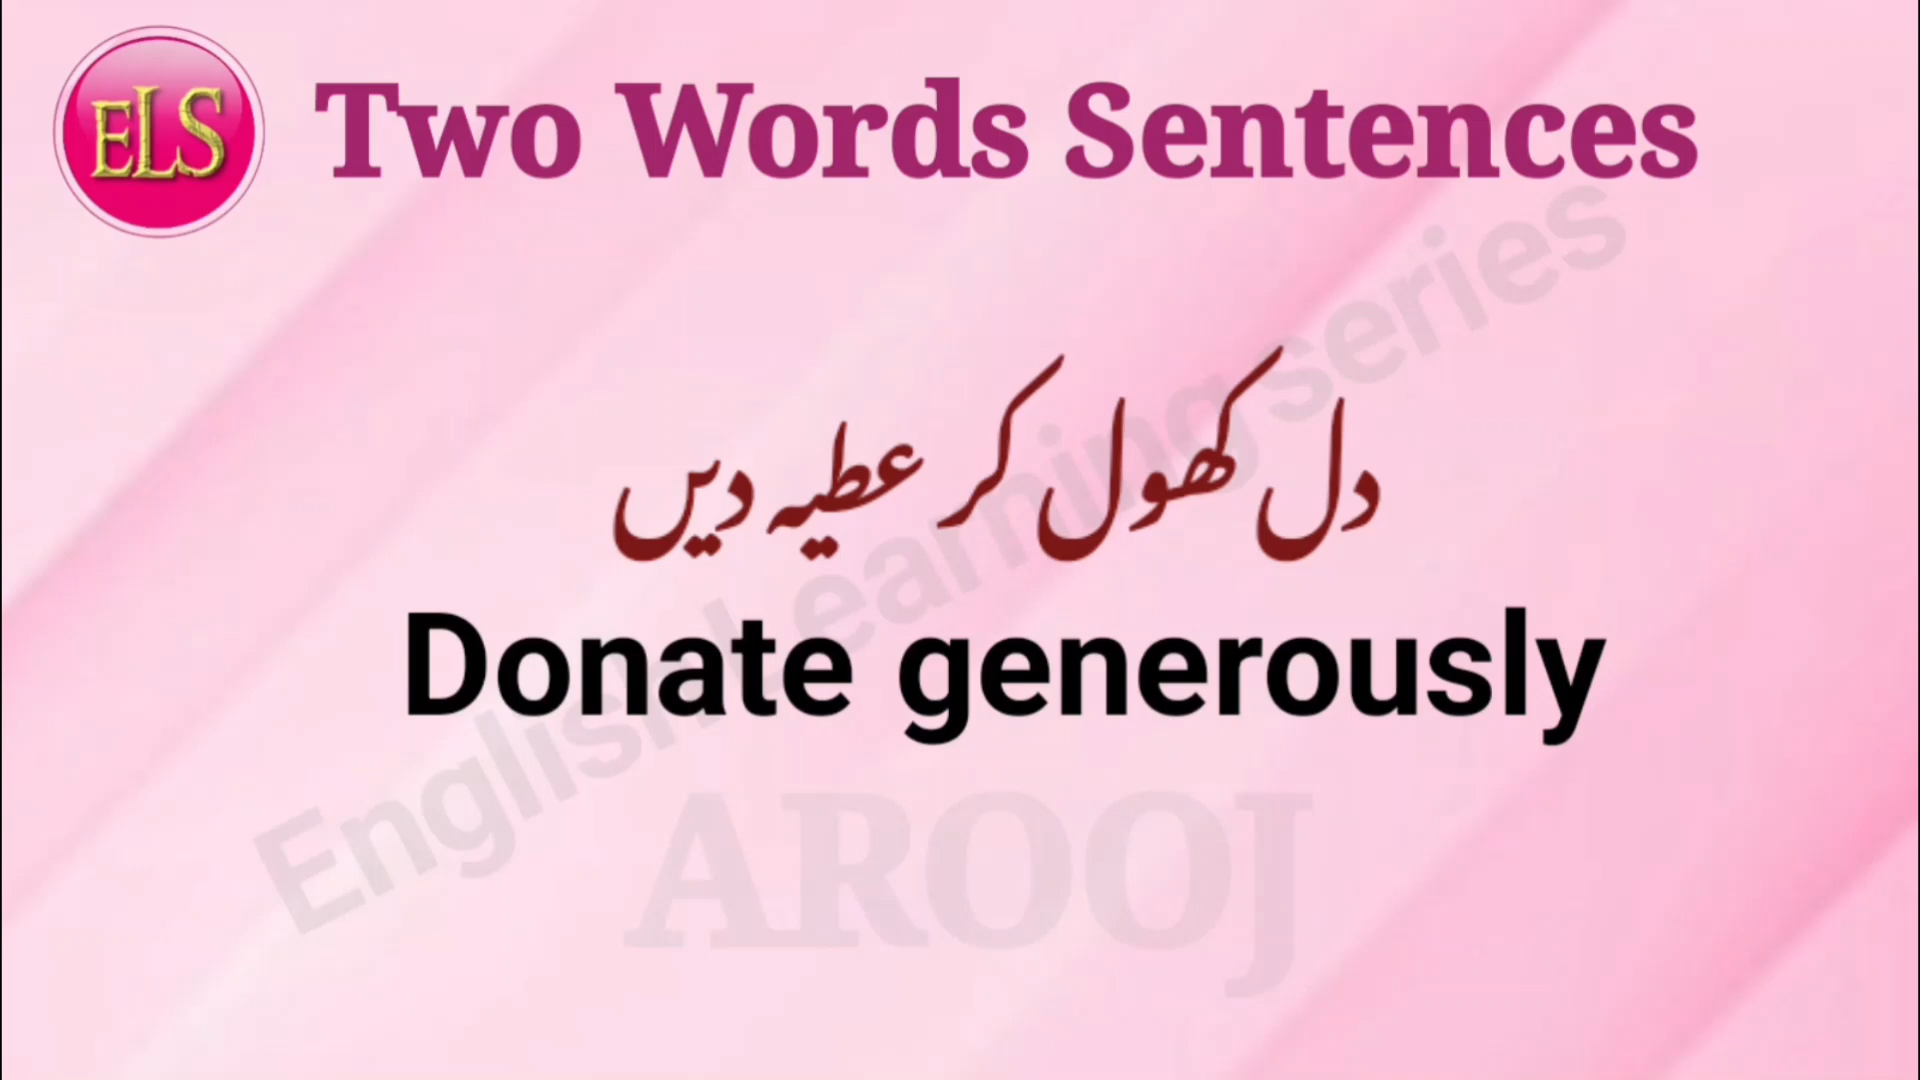 ELS
Two Words Sentences
دل کھول کر عطیہ دیں
Donate generously
English Learning series
AROOJ